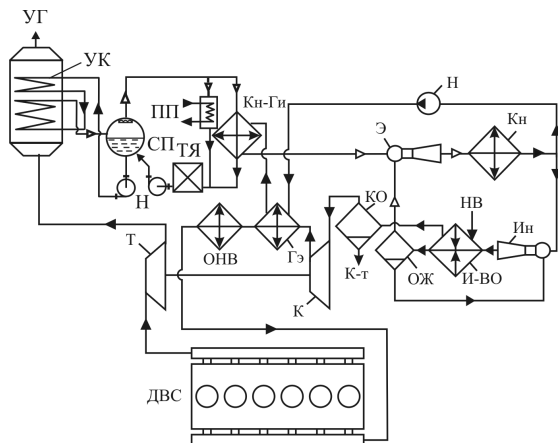 УГ
УК
ПП
Кн-Ги
Н
Кн
Э
СП
ТЯ
Н
КО
НВ
Ин
Т
ОНВ
Гэ
К-т
ОЖ
И-ВО
К
ДВС